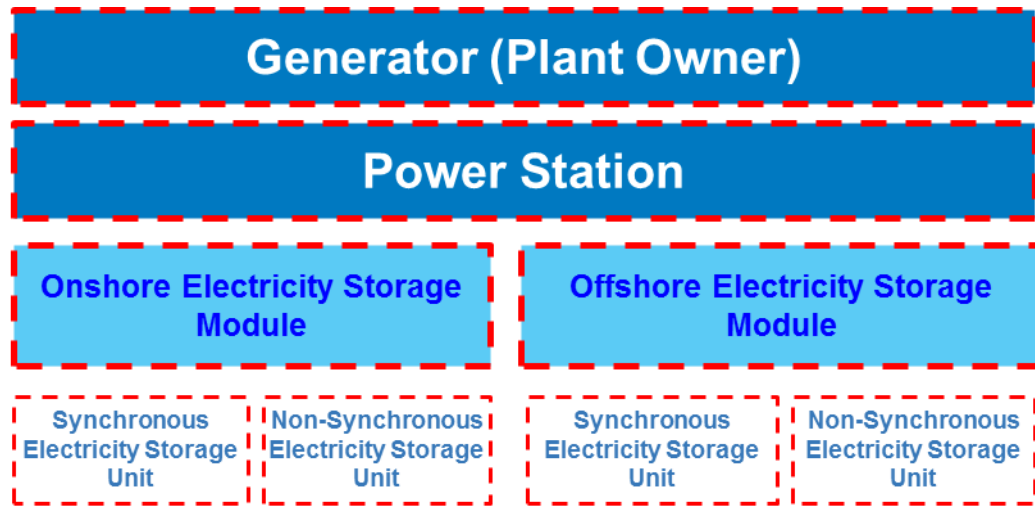 Generator (Plant Owner)
Power Station
Onshore Electricity Storage
Module
Offshore Electricity Storage
Module
Synchronous
Electricity Storage
Unit
Non-Synchronous
Electricity Storage
Unit
Synchronous
Electricity Storage
Unit
Non-Synchronous
Electricity Storage
Unit